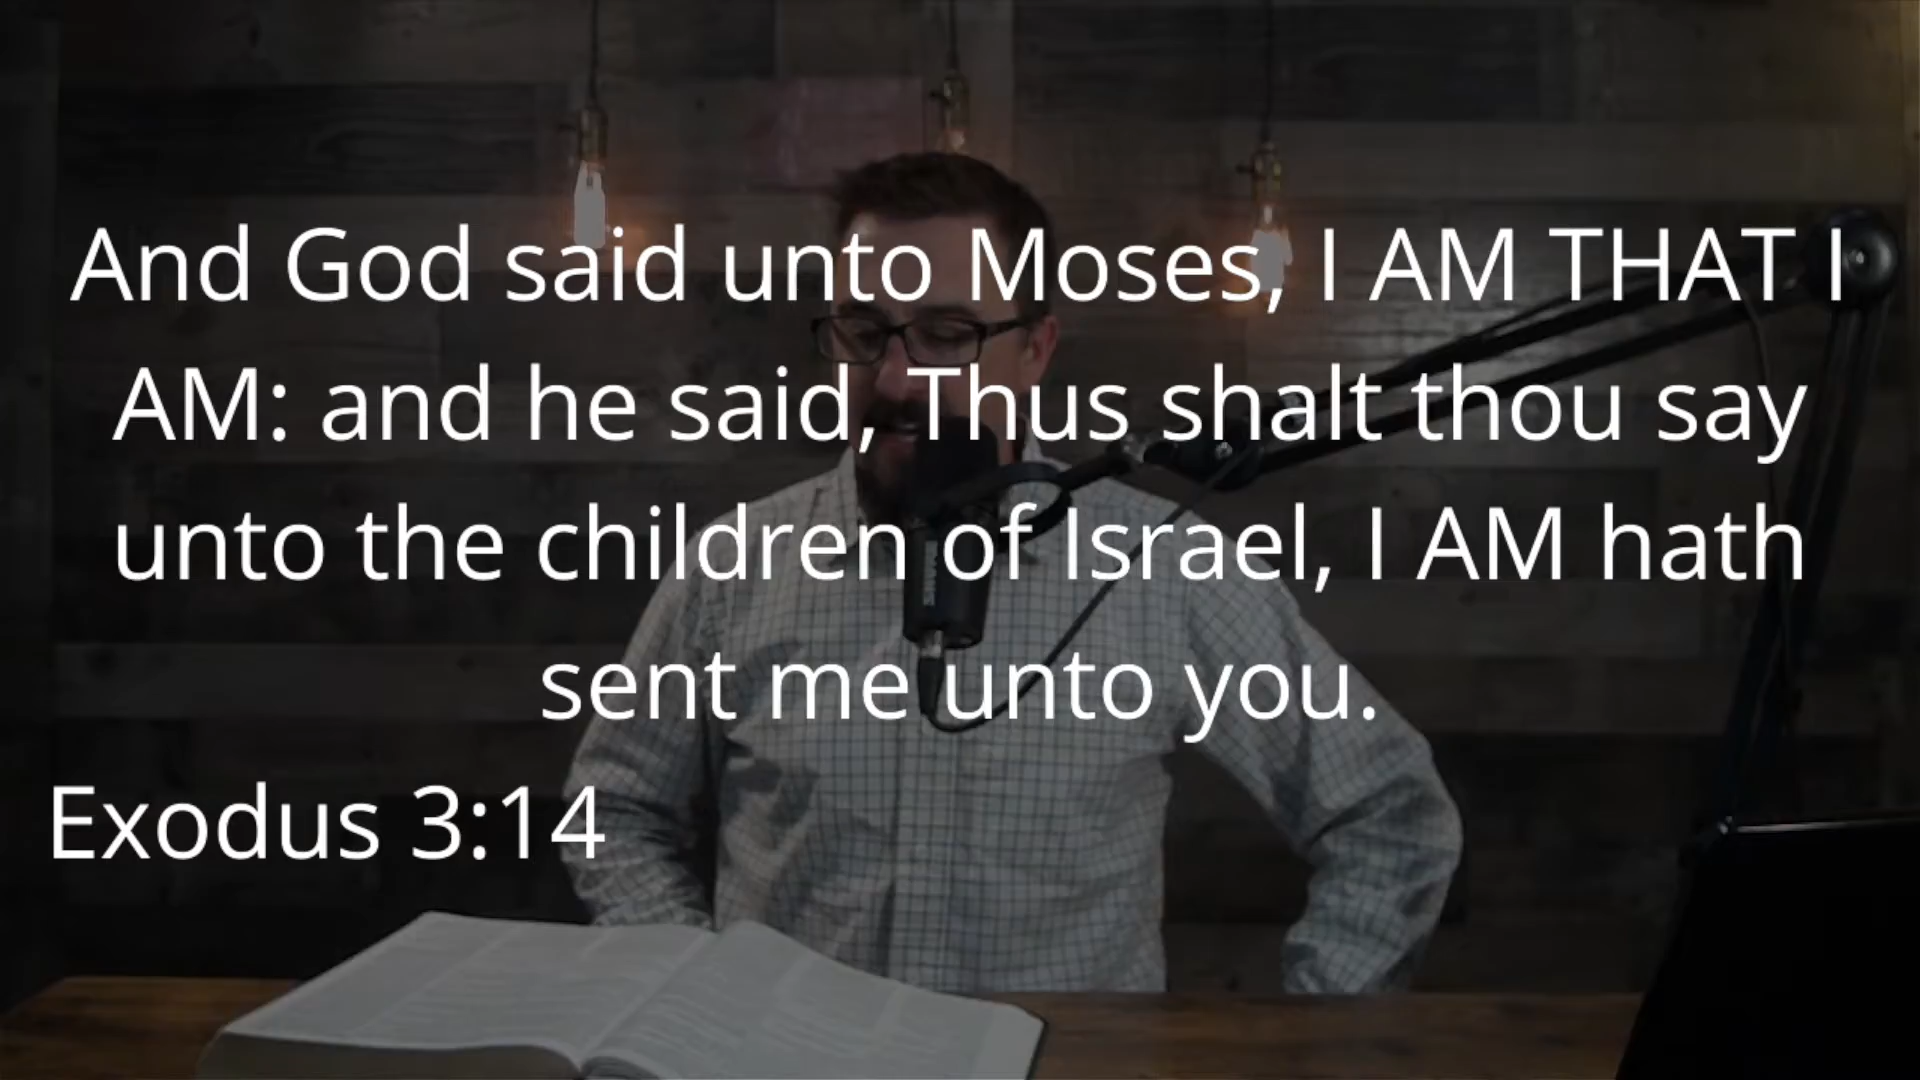 And God said unto Moses, I AM THAT I
AM: and he said, Thus shalt thou say
unto the children of Israel, I AM hath
sent me unto you.
Exodus 3:14